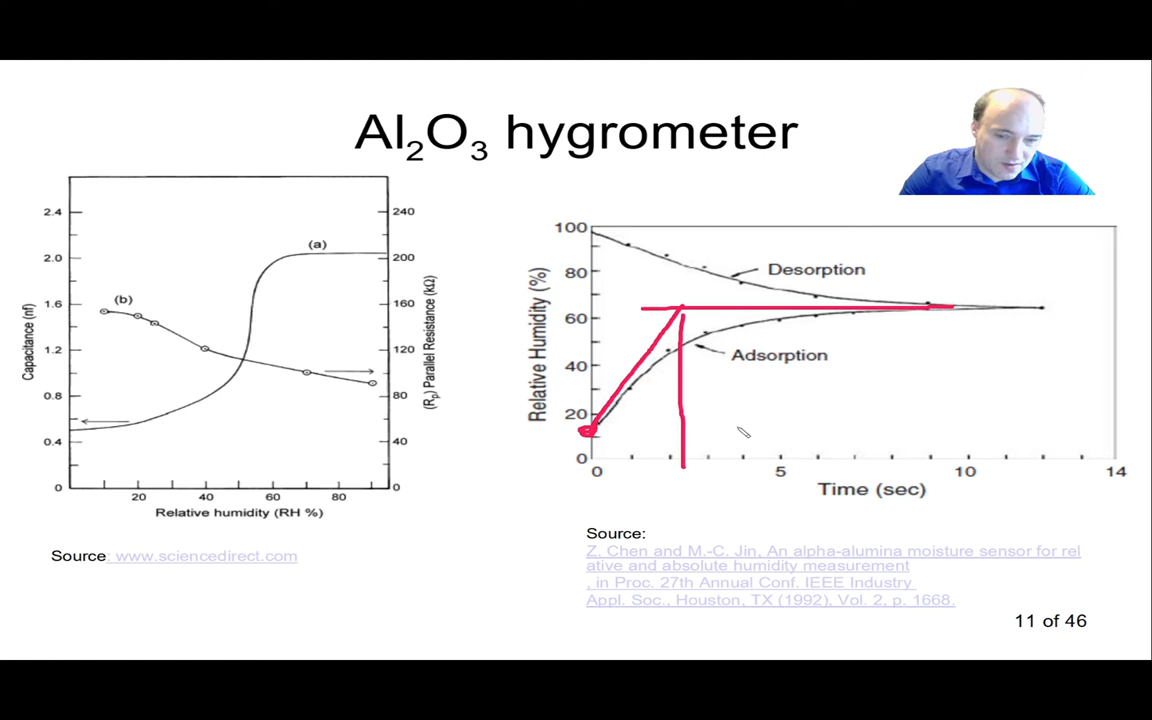 Al₂O₃ hygrometer
2.4
2.0
1.6
1.2
0.8
0.4
0
Capacitance (nf)
(a)
(b)
240
200
160
120
80
40
0
(Rp) Parallel Resistance (kΩ)
20
40
60
80
Relative humidity (RH %)
Source: www.sciencedirect.com
100
80
60
40
20
0
Relative Humidity (%)
Desorption
Adsorption
0
5
10
14
Time (sec)
Source:
Z. Chen and M.-C. Jin, An alpha-alumina moisture sensor for rel
ative and absolute humidity measurement
, in Proc. 27th Annual Conf. IEEE Industry
Appl. Soc., Houston, TX (1992), Vol. 2, p. 1668.
11 of 46